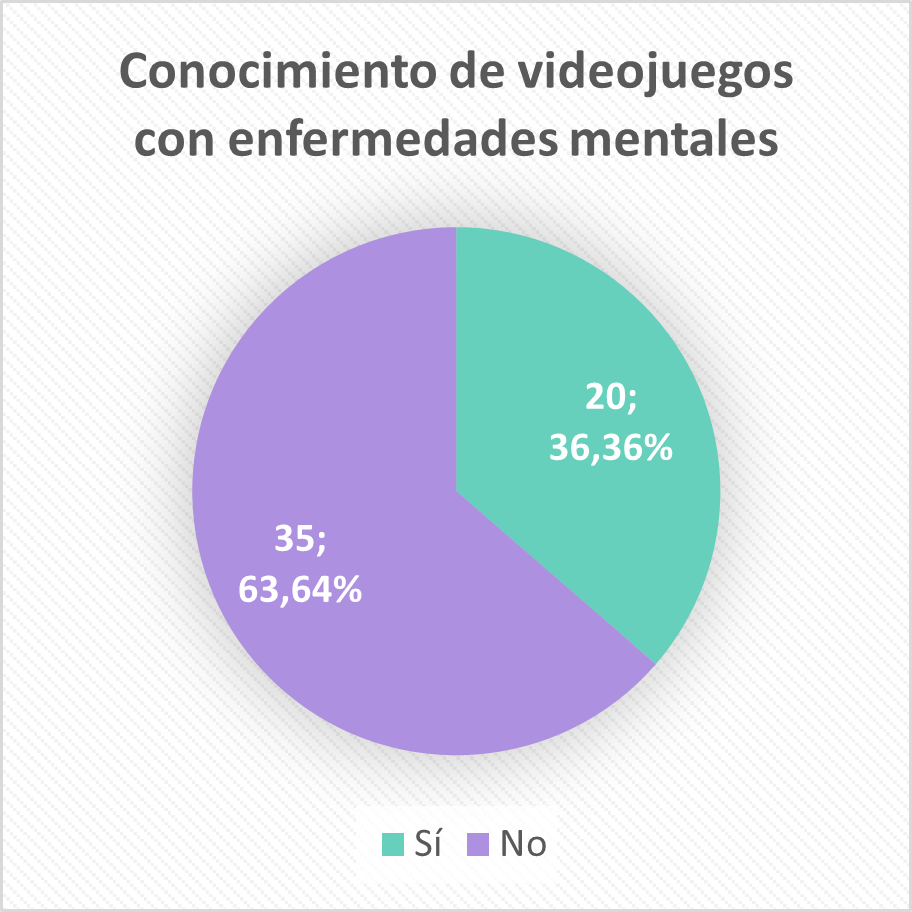 Conocimiento de videojuegos
con enfermedades mentales
20;
36,36%
35;
63,64%
Sí No